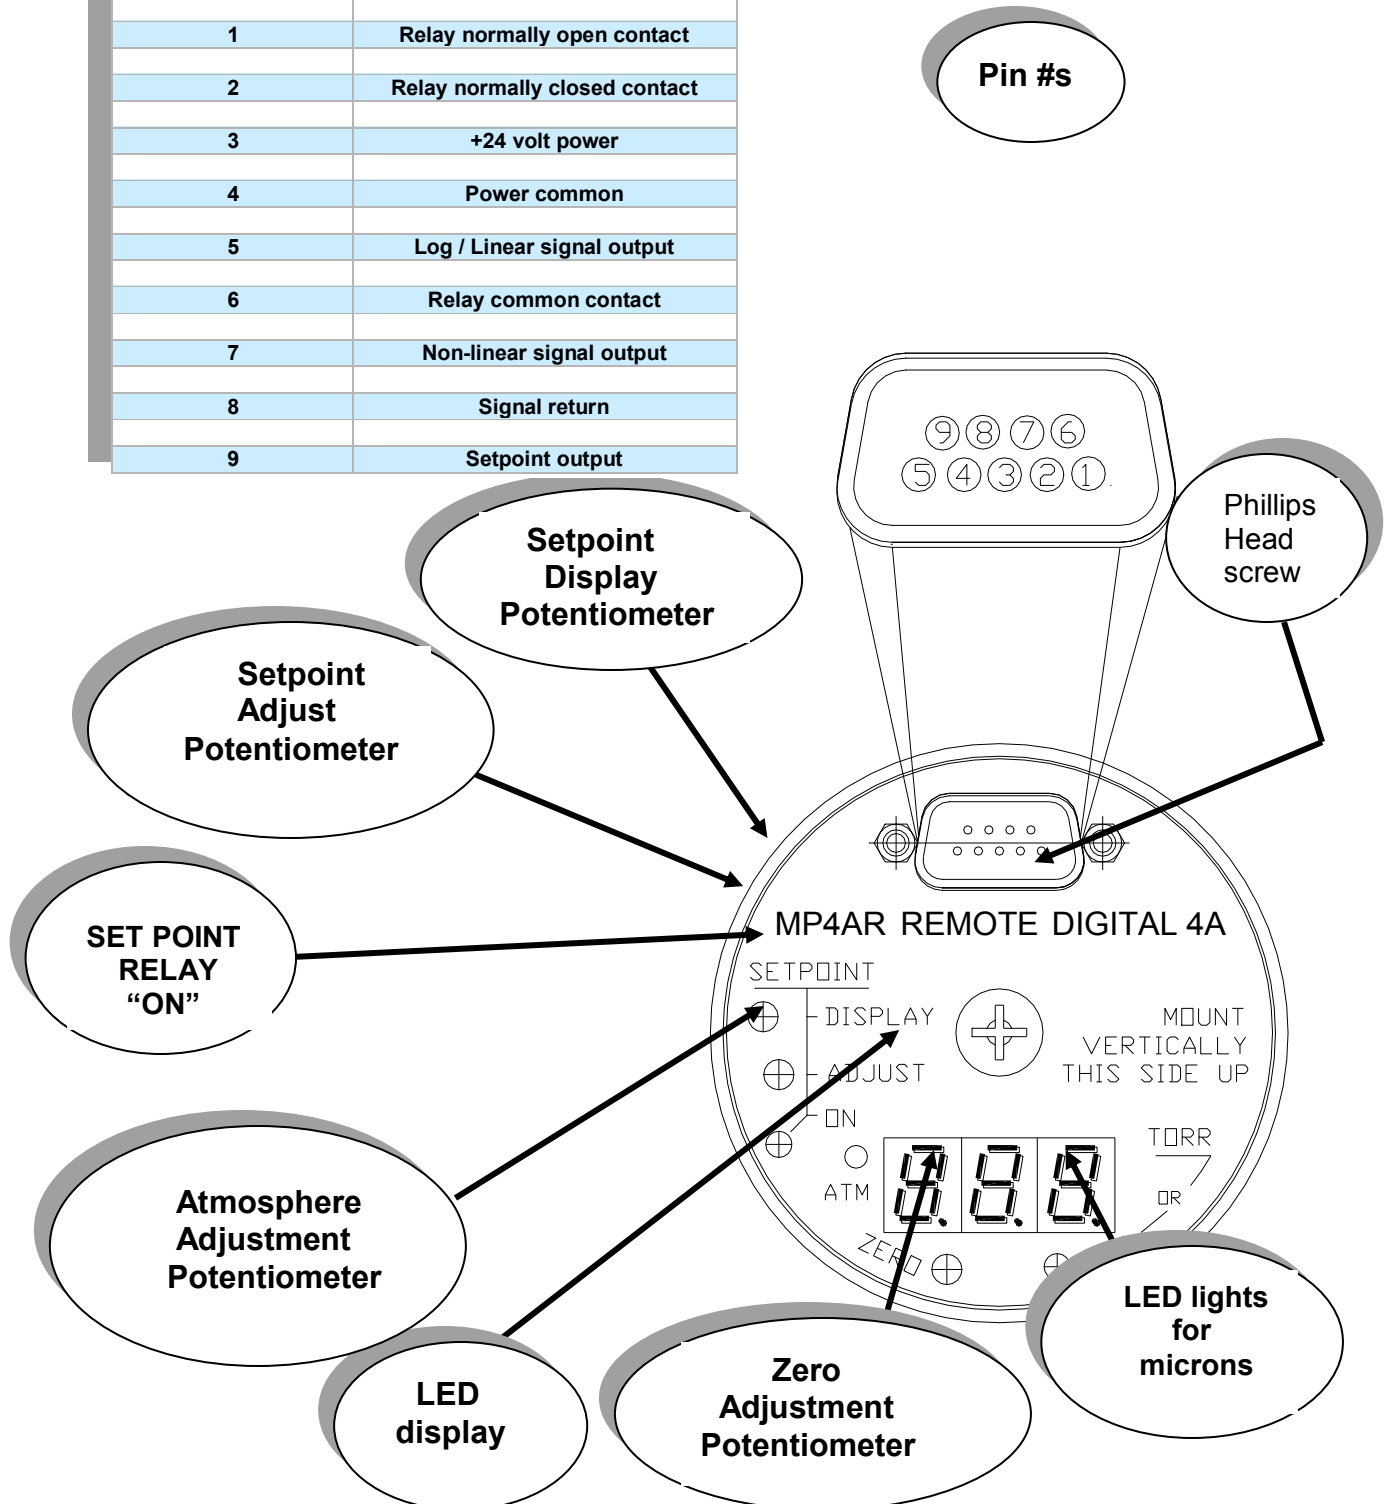 1 Relay normally open contact
2 Relay normally closed contact
3 +24 volt power
4 Power common
5 Log / Linear signal output
6 Relay common contact
7 Non-linear signal output
8 Signal return
9 Setpoint output
Pin #s
9 8 7 6
5 4 3 2 1
Phillips
Head
screw
Setpoint
Display
Potentiometer
Setpoint
Adjust
Potentiometer
SET POINT
RELAY
“ON”
MP4AR REMOTE DIGITAL 4A
SETPOINT
DISPLAY
ADJUST
ON
MOUNT
VERTICALLY
THIS SIDE UP
TORR
OR
ATM
8.8.8.
ZERO
Atmosphere
Adjustment
Potentiometer
LED
display
Zero
Adjustment
Potentiometer
LED lights
for
microns